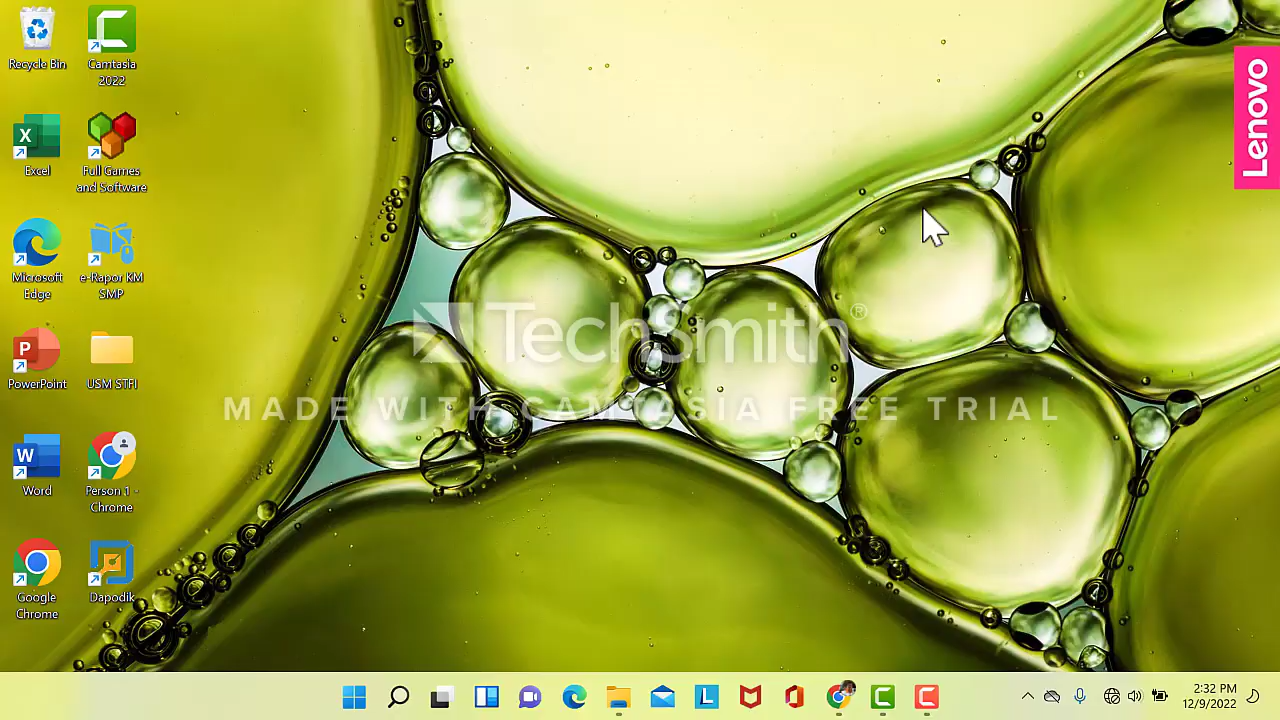 Recycle Bin
Camtasia
2022
Excel
Full Games
and Software
Microsoft
Edge
e-Rapor KM
SMP
PowerPoint
USM STFI
Word
Person 1 -
Chrome
Google
Chrome
Dapodik
Lenovo
TechSmith®
MADE WITH CAMTASIA FREE TRIAL
2:32 PM
12/9/2022